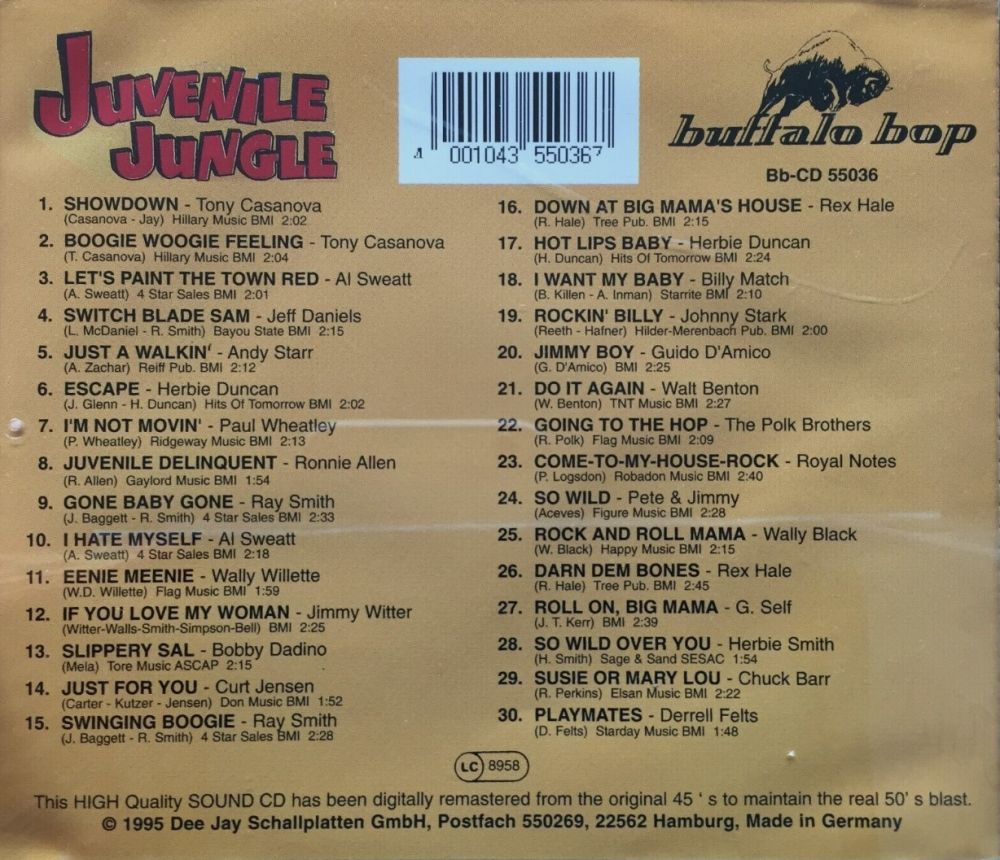 JUVENILE
JUNGLE
4 001043 550367
buffalo bop
Bb-CD 55036
1. SHOWDOWN - Tony Casanova
(Casanova - Jay) Hillary Music BMI 2:02
2. BOOGIE WOOGIE FEELING - Tony Casanova
(T. Casanova) Hillary Music BMI 2:04
3. LET'S PAINT THE TOWN RED - Al Sweatt
(A. Sweatt) 4 Star Sales BMI 2:01
4. SWITCH BLADE SAM - Jeff Daniels
(L. McDaniel - R. Smith) Bayou State BMI 2:15
5. JUST A WALKIN' - Andy Starr
(A. Zachar) Reiff Pub. BMI 2:12
6. ESCAPE - Herbie Duncan
(J. Glenn - H. Duncan) Hits Of Tomorrow BMI 2:02
7. I'M NOT MOVIN' - Paul Wheatley
(P. Wheatley) Ridgeway Music BMI 2:13
8. JUVENILE DELINQUENT - Ronnie Allen
(R. Allen) Gaylord Music BMI 1:54
9. GONE BABY GONE - Ray Smith
(J. Baggett - R. Smith) 4 Star Sales BMI 2:33
10. I HATE MYSELF - Al Sweatt
(A. Sweatt) 4 Star Sales BMI 2:18
11. EENIE MEENIE - Wally Willette
(W.D. Willette) Flag Music BMI 1:59
12. IF YOU LOVE MY WOMAN - Jimmy Witter
(Witter-Walls-Smith-Simpson-Bell) BMI 2:25
13. SLIPPERY SAL - Bobby Dadino
(Mela) Tore Music ASCAP 2:15
14. JUST FOR YOU - Curt Jensen
(Carter - Kutzer - Jensen) Don Music BMI 1:52
15. SWINGING BOOGIE - Ray Smith
(J. Baggett - R. Smith) 4 Star Sales BMI 2:28
16. DOWN AT BIG MAMA'S HOUSE - Rex Hale
(R. Hale) Tree Pub. BMI 2:15
17. HOT LIPS BABY - Herbie Duncan
(H. Duncan) Hits Of Tomorrow BMI 2:24
18. I WANT MY BABY - Billy Match
(B. Killen - A. Inman) Starrite BMI 2:10
19. ROCKIN' BILLY - Johnny Stark
(Reeth - Hafner) Hilder-Merenbach Pub. BMI 2:00
20. JIMMY BOY - Guido D'Amico
(G. D'Amico) BMI 2:25
21. DO IT AGAIN - Walt Benton
(W. Benton) TNT Music BMI 2:27
22. GOING TO THE HOP - The Polk Brothers
(R. Polk) Flag Music BMI 2:09
23. COME-TO-MY-HOUSE-ROCK - Royal Notes
(P. Logsdon) Robadon Music BMI 2:40
24. SO WILD - Pete & Jimmy
(Aceves) Figure Music BMI 2:28
25. ROCK AND ROLL MAMA - Wally Black
(W. Black) Happy Music BMI 2:15
26. DARN DEM BONES - Rex Hale
(R. Hale) Tree Pub. BMI 2:45
27. ROLL ON, BIG MAMA - G. Self
(J. T. Kerr) BMI 2:39
28. SO WILD OVER YOU - Herbie Smith
(H. Smith) Sage & Sand SESAC 1:54
29. SUSIE OR MARY LOU - Chuck Barr
(R. Perkins) Elsan Music BMI 2:22
30. PLAYMATES - Derrell Felts
(D. Felts) Starday Music BMI 1:48
LC 8958
This HIGH Quality SOUND CD has been digitally remastered from the original 45 ' s to maintain the real 50' s blast.
© 1995 Dee Jay Schallplatten GmbH, Postfach 550269, 22562 Hamburg, Made in Germany